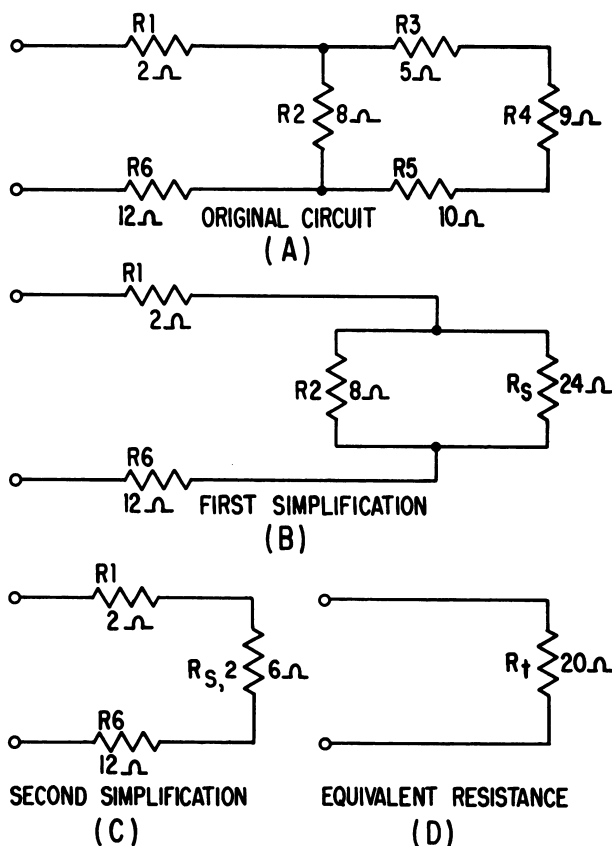 R1
2Ω
R3
5Ω
R2 8Ω
R4 9Ω
R6
12Ω
R5
10Ω
ORIGINAL CIRCUIT
(A)
R1
2Ω
R2 8Ω
RS 24Ω
R6
12Ω
FIRST SIMPLIFICATION
(B)
R1
2Ω
RS,2 6Ω
R6
12Ω
SECOND SIMPLIFICATION
(C)
Rt 20Ω
EQUIVALENT RESISTANCE
(D)